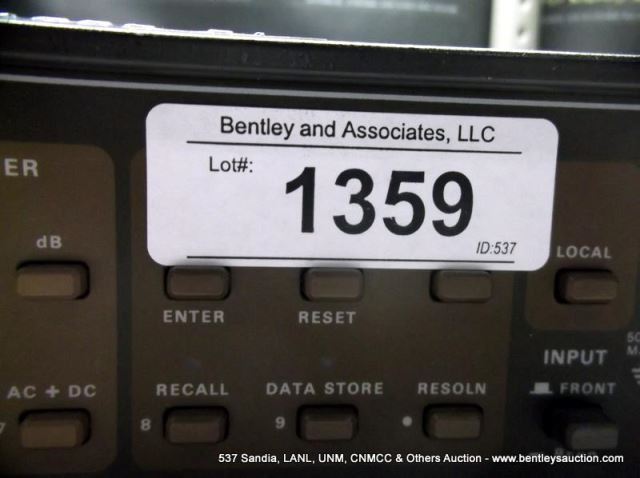 Bentley and Associates, LLC
Lot#:
1359
ID:537
ER
dB
LOCAL
ENTER RESET
INPUT
FRONT
AC + DC RECALL DATA STORE RESOLN
7 8 9
537 Sandia, LANL, UNM, CNMCC & Others Auction - www.bentleysauction.com